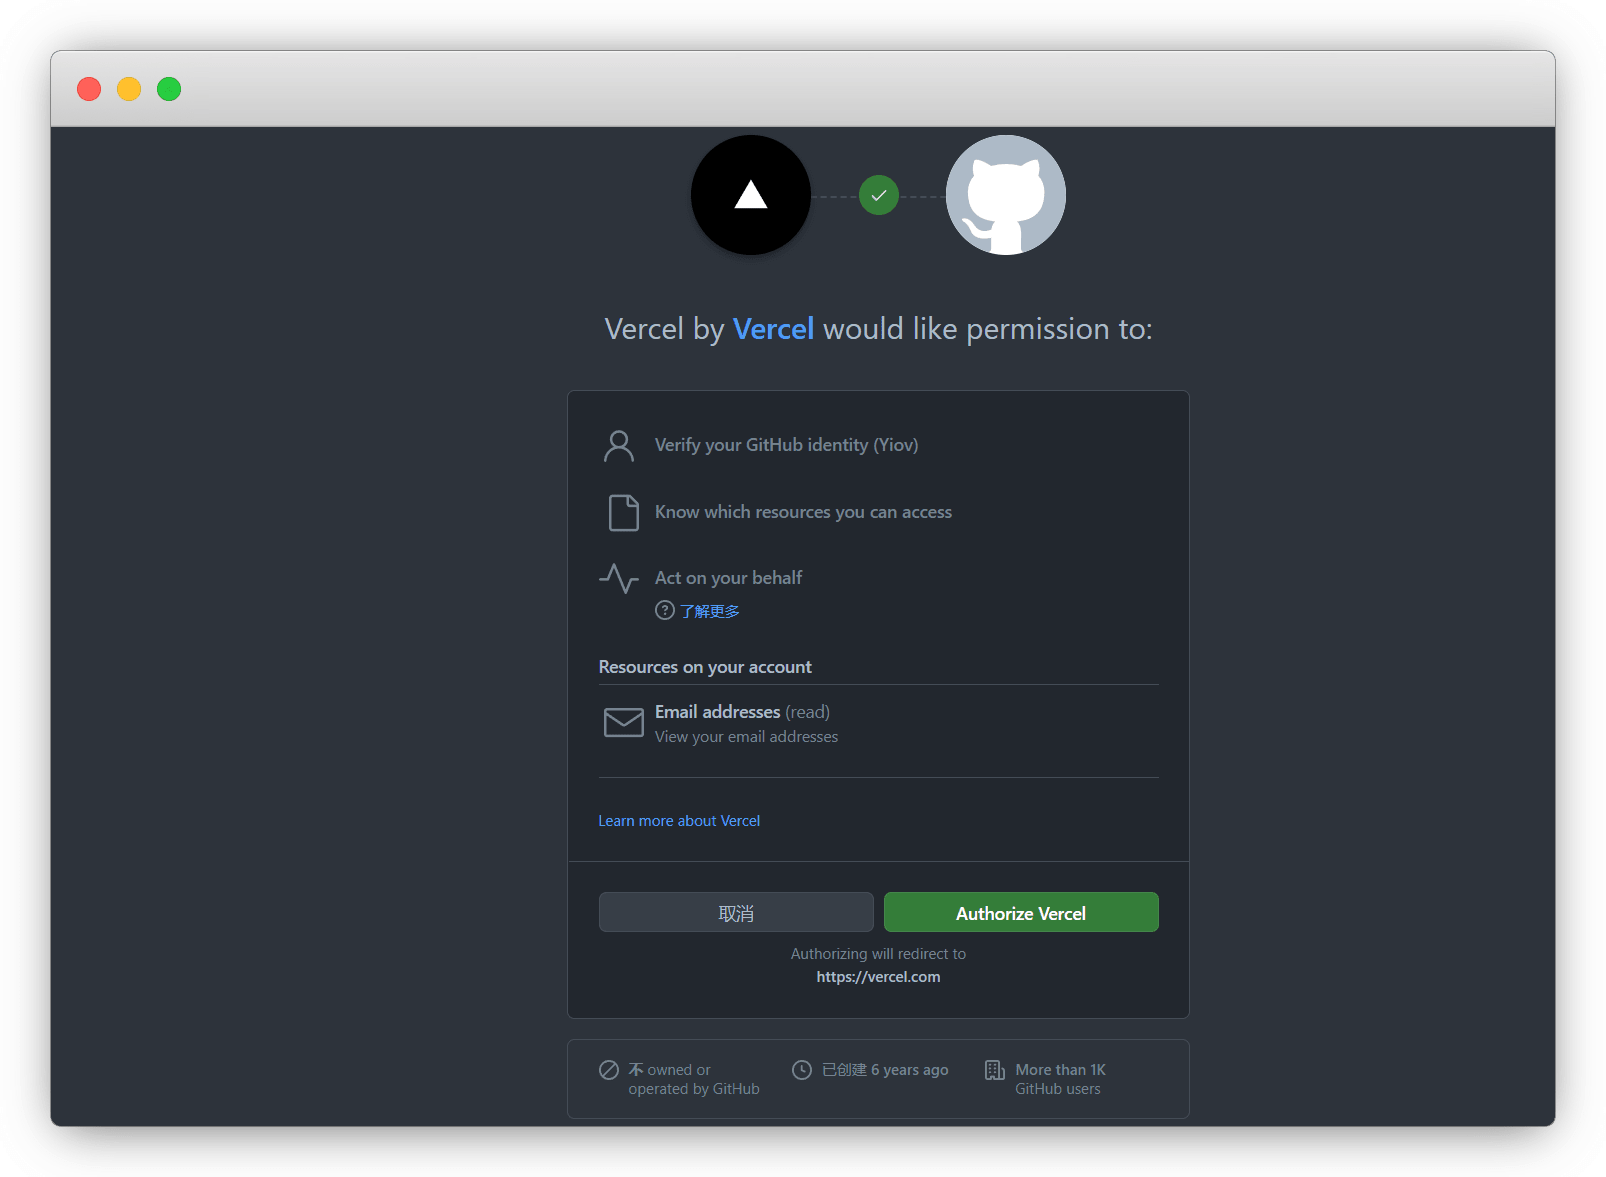 Vercel by Vercel would like permission to:
Verify your GitHub identity (Yiov)
Know which resources you can access
Act on your behalf
了解更多
Resources on your account
Email addresses (read)
View your email addresses
Learn more about Vercel
取消
Authorize Vercel
Authorizing will redirect to
https://vercel.com
不 owned or
operated by GitHub
已创建 6 years ago
More than 1K
GitHub users